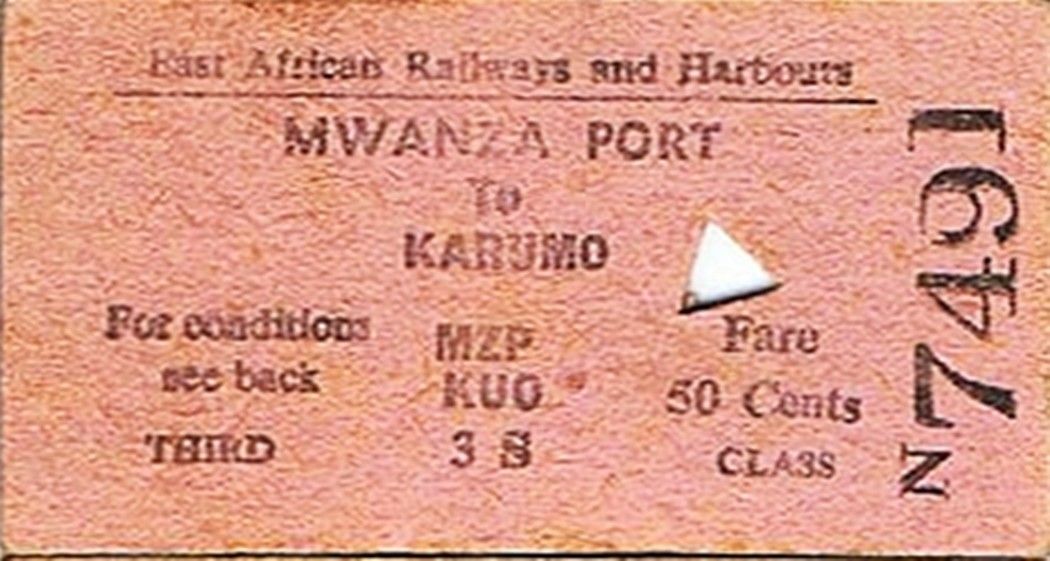 East African Railways and Harbours
MWANZA PORT
To
KARUMO
For conditions
see back
MZP
KUO
Fare
50 Cents
THIRD
3 S
CLASS
N 7491